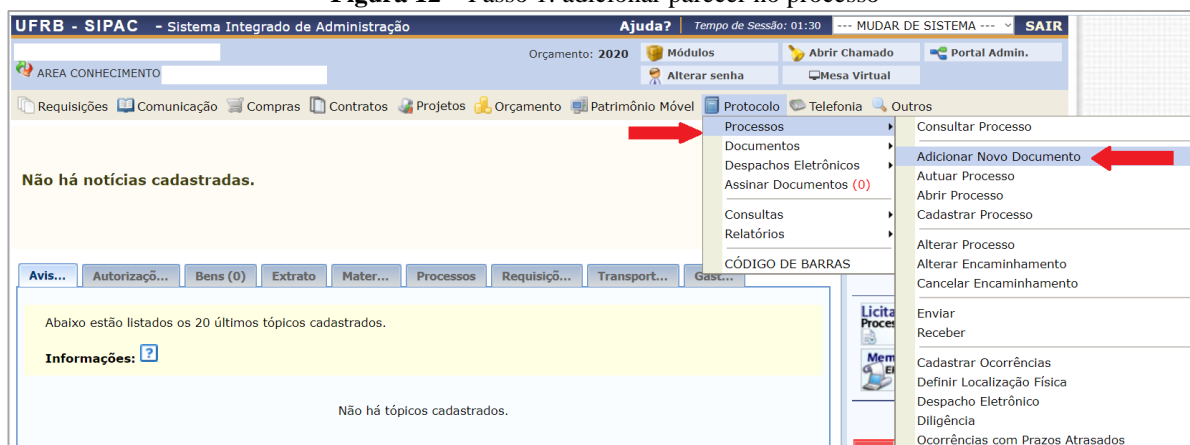 Figura 12 - Passo 1: adicionar parecer no processo
UFRB - SIPAC - Sistema Integrado de Administração
Ajuda? Tempo de Sessão: 01:30 --- MUDAR DE SISTEMA --- SAIR
Orçamento: 2020 Módulos Abrir Chamado Portal Admin.
AREA CONHECIMENTO
Alterar senha Mesa Virtual
Requisições Comunicação Compras Contratos Projetos Orçamento Patrimônio Móvel Protocolo Telefonia Outros
Processos
Documentos
Despachos Eletrônicos
Assinar Documentos (0)
Consultas
Relatórios
CÓDIGO DE BARRAS
Consultar Processo
Adicionar Novo Documento
Autuar Processo
Abrir Processo
Cadastrar Processo
Alterar Processo
Alterar Encaminhamento
Cancelar Encaminhamento
Enviar
Receber
Cadastrar Ocorrências
Definir Localização Física
Despacho Eletrônico
Diligência
Ocorrências com Prazos Atrasados
Não há notícias cadastradas.
Avis... Autorizaçõ... Bens (0) Extrato Mater... Processos Requisiçõ... Transport... Gast...
Abaixo estão listados os 20 últimos tópicos cadastrados.
Informações: ?
Não há tópicos cadastrados.
Licita
Proces
Mem